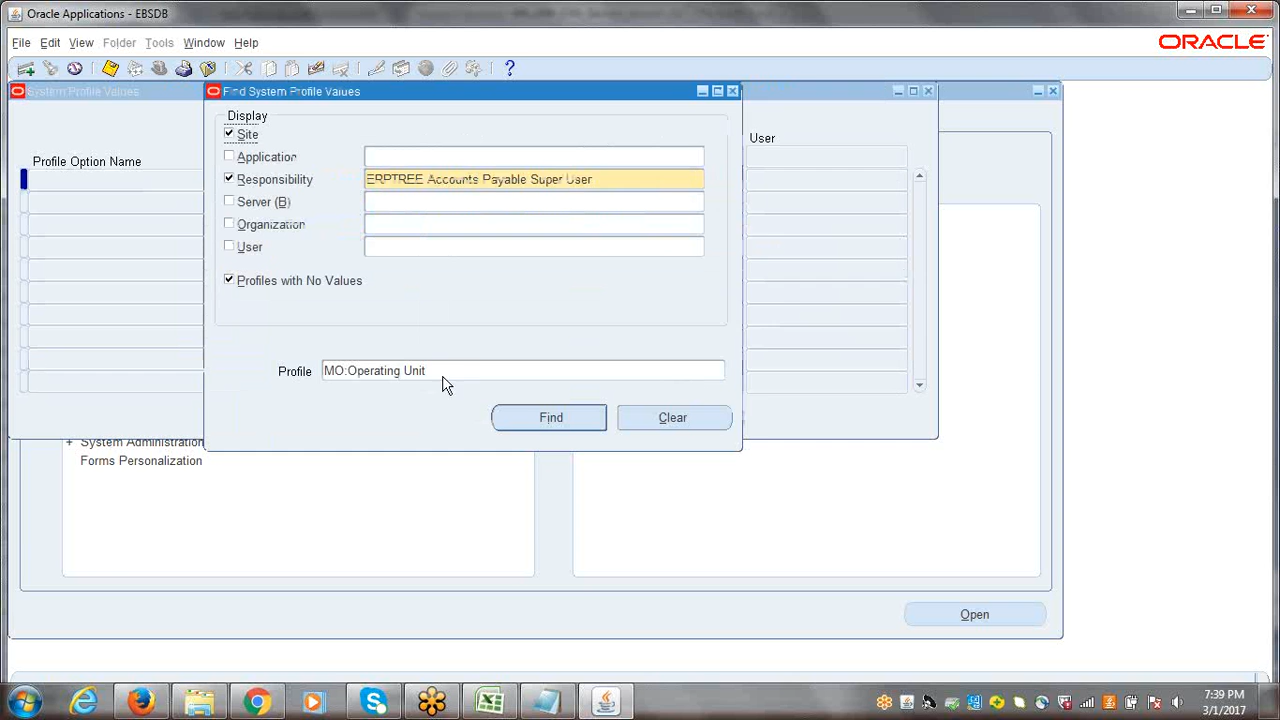 Oracle Applications - EBSDB
File Edit View Folder Tools Window Help
ORACLE
System Profile Values
Find System Profile Values
Display
Site
Application
Responsibility ERPTREE Accounts Payable Super User
Server (B)
Organization
User
Profiles with No Values
Profile MO:Operating Unit
Find Clear
Profile Option Name
User
+ System Administration
Forms Personalization
Open
7:39 PM
3/1/2017